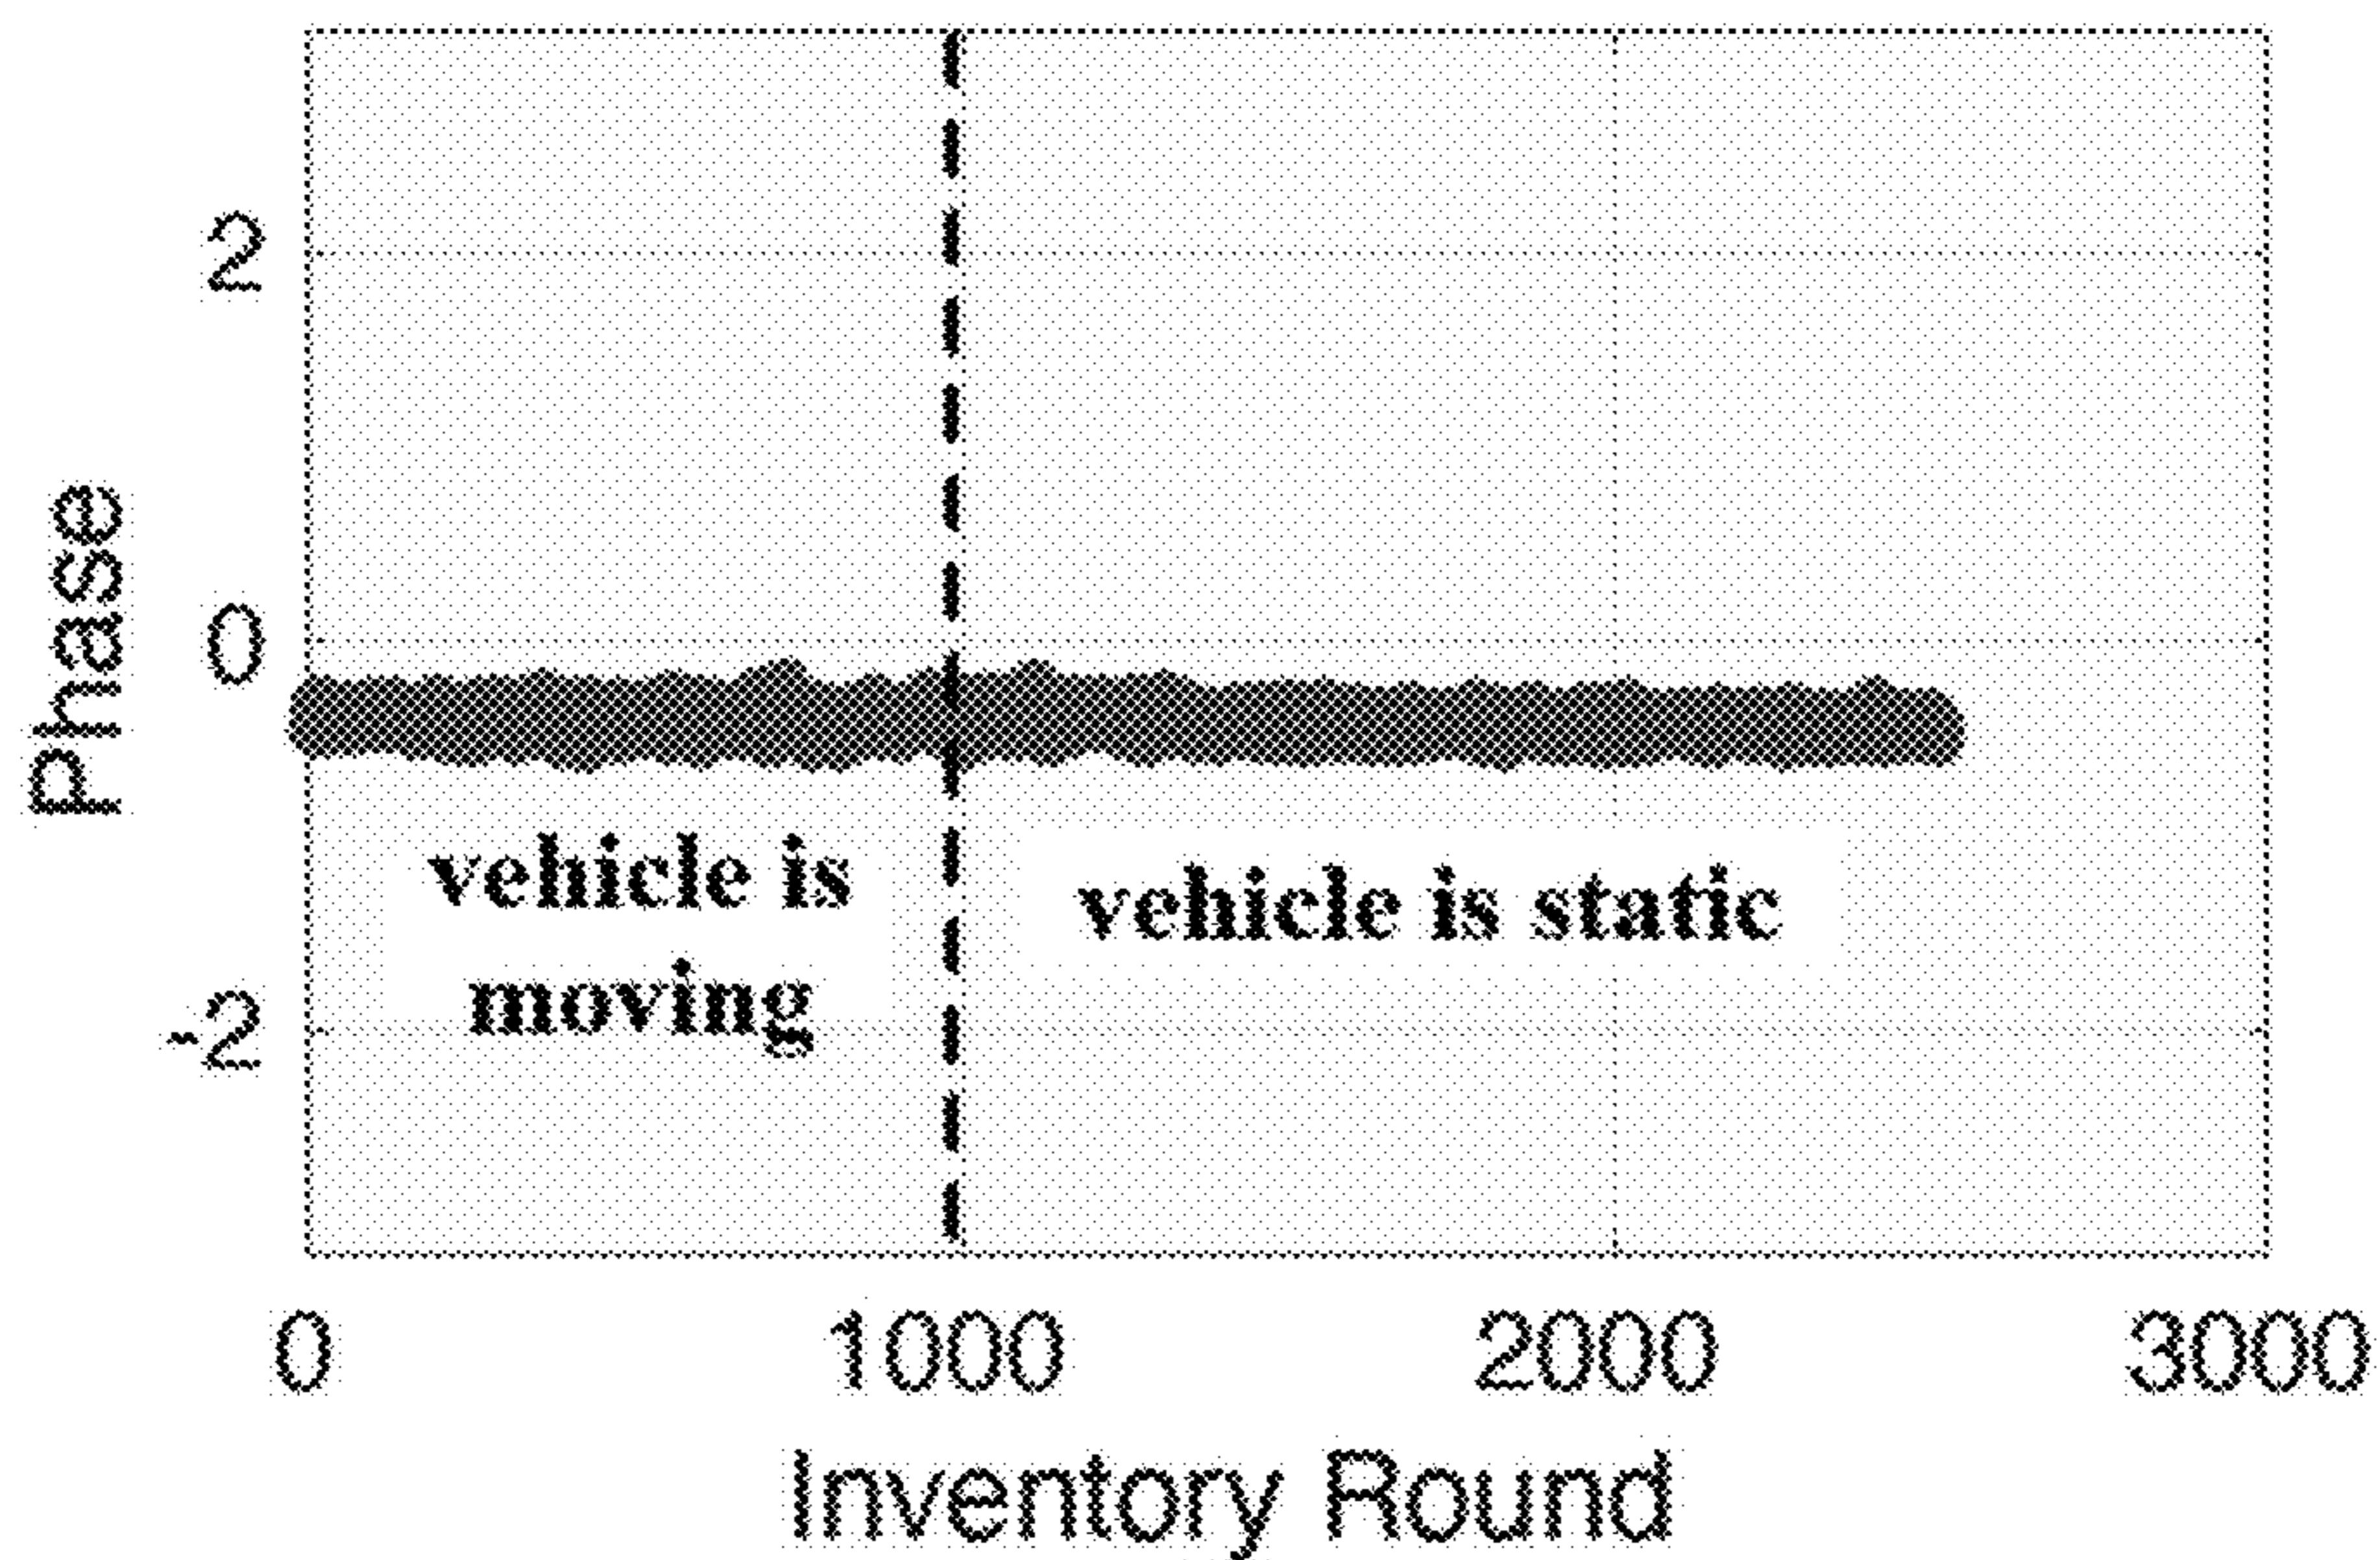 2
0
-2
Phase
vehicle is
moving
vehicle is static
0 1000 2000 3000
Inventory Round